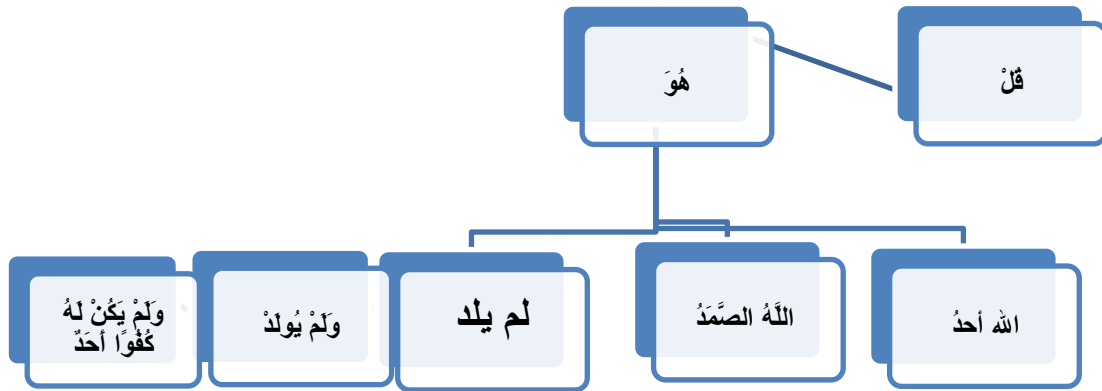 قُلْ
هُوَ
الله أحدُ
اللَّهُ الصَّمَدُ
لم يلد
وَلَمْ يُولَدْ
وَلَمْ يَكُنْ لَهُ
كُفُوًا أَحَدٌ